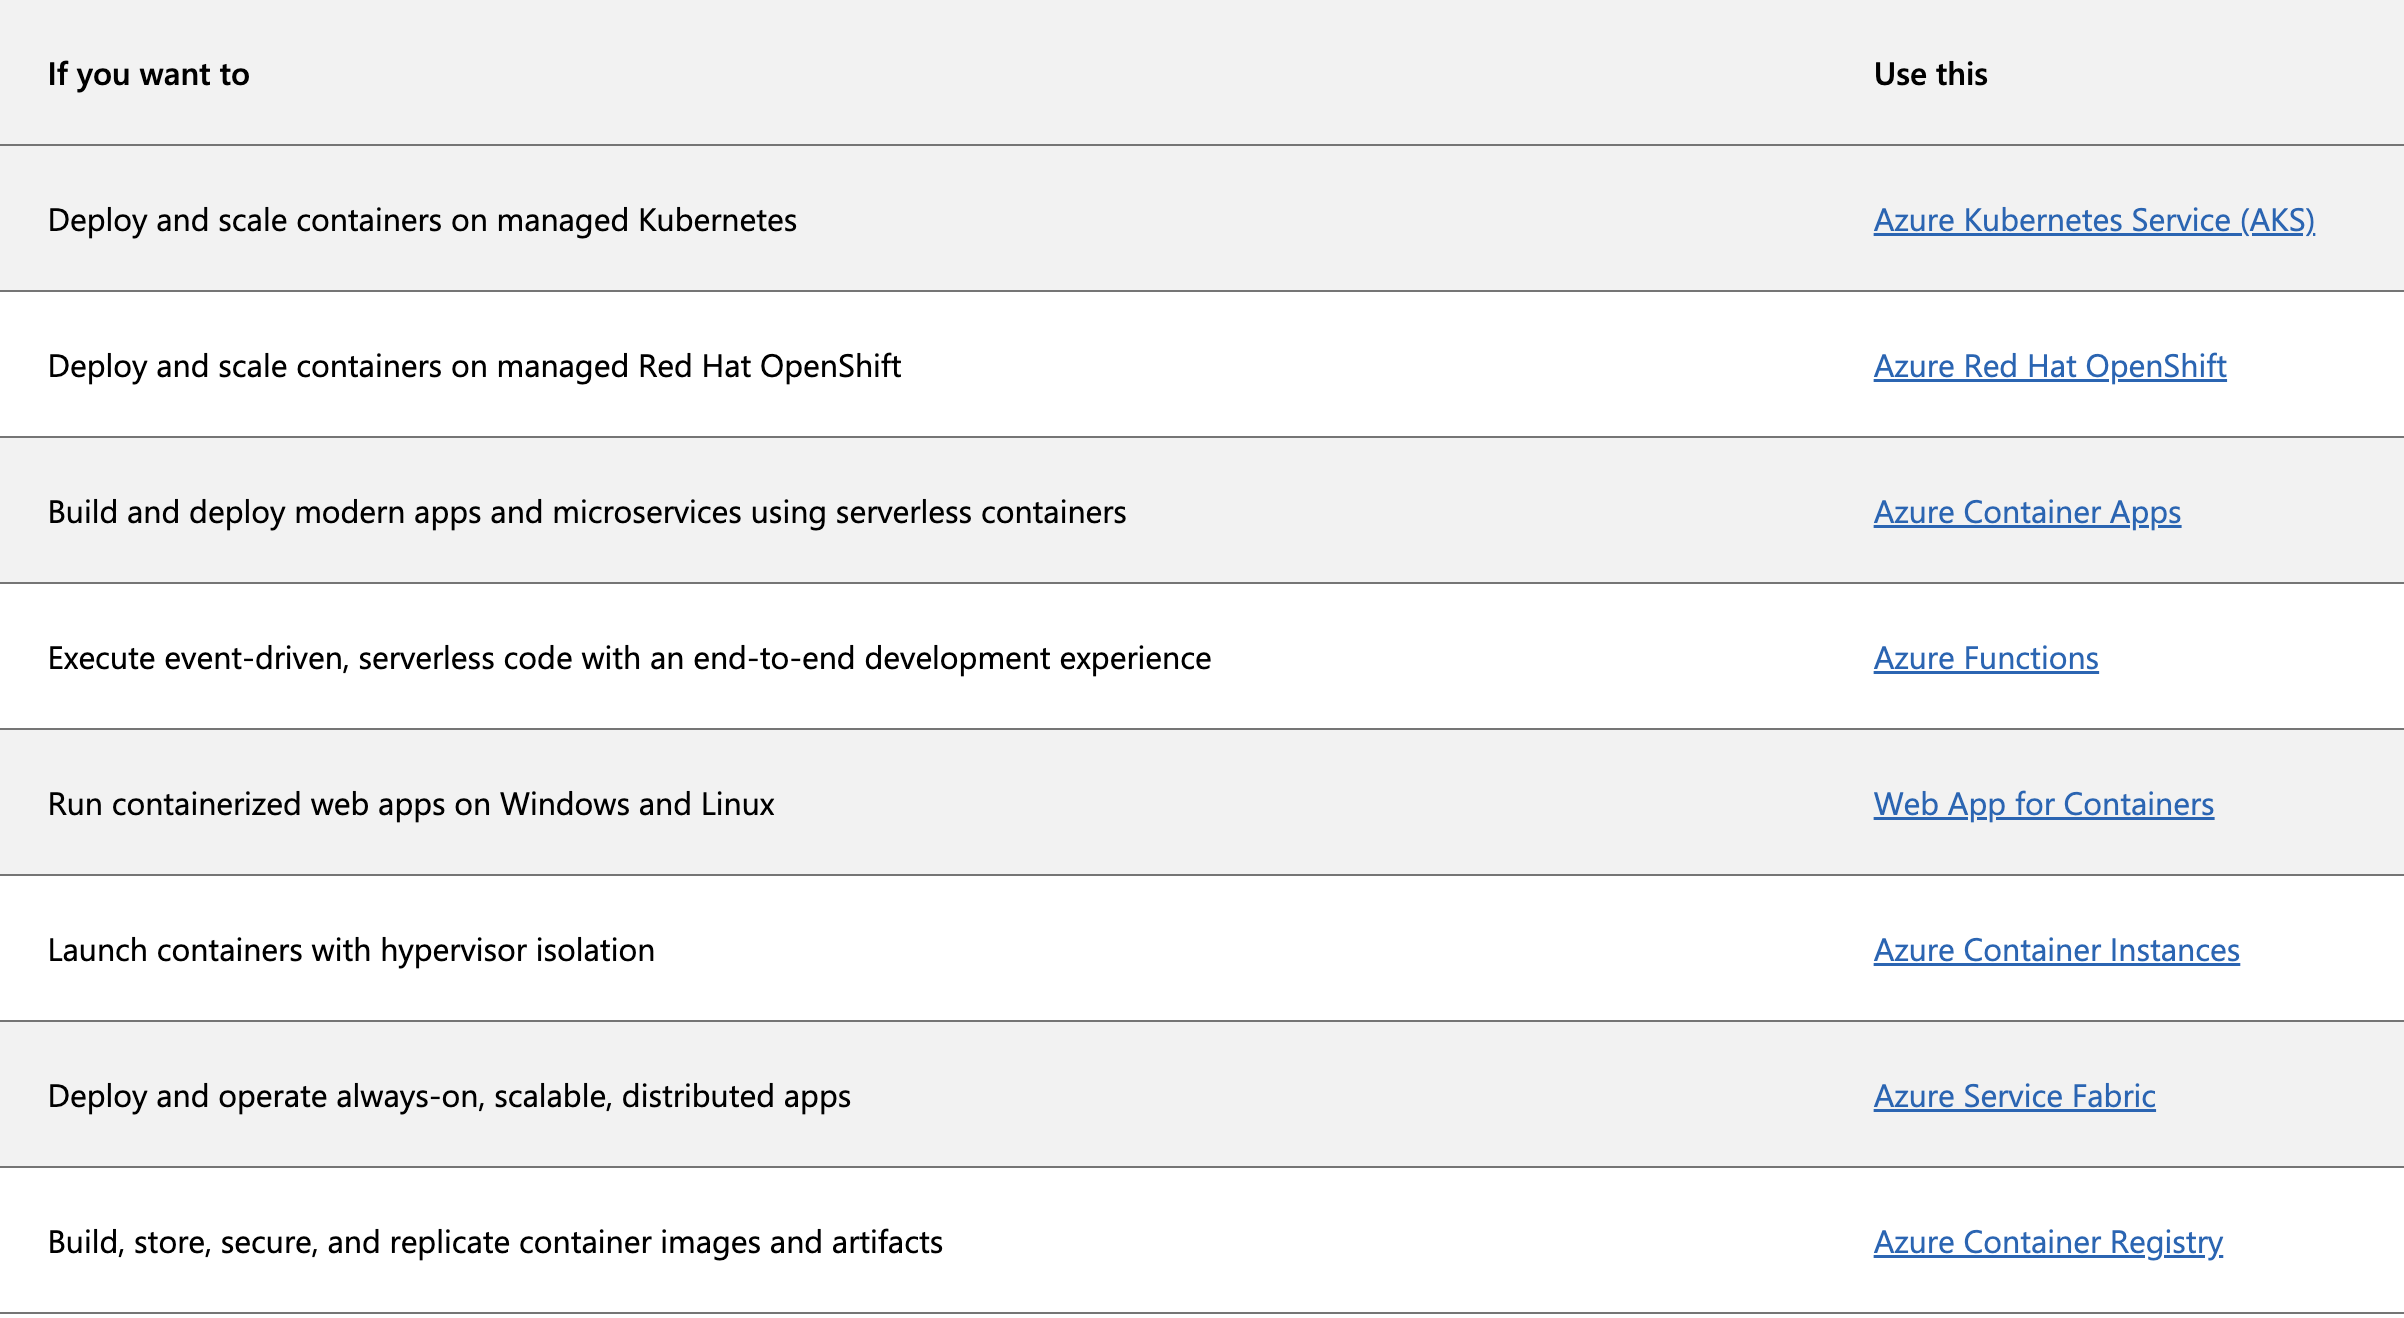 If you want to Use this
Deploy and scale containers on managed Kubernetes Azure Kubernetes Service (AKS)
Deploy and scale containers on managed Red Hat OpenShift Azure Red Hat OpenShift
Build and deploy modern apps and microservices using serverless containers Azure Container Apps
Execute event-driven, serverless code with an end-to-end development experience Azure Functions
Run containerized web apps on Windows and Linux Web App for Containers
Launch containers with hypervisor isolation Azure Container Instances
Deploy and operate always-on, scalable, distributed apps Azure Service Fabric
Build, store, secure, and replicate container images and artifacts Azure Container Registry